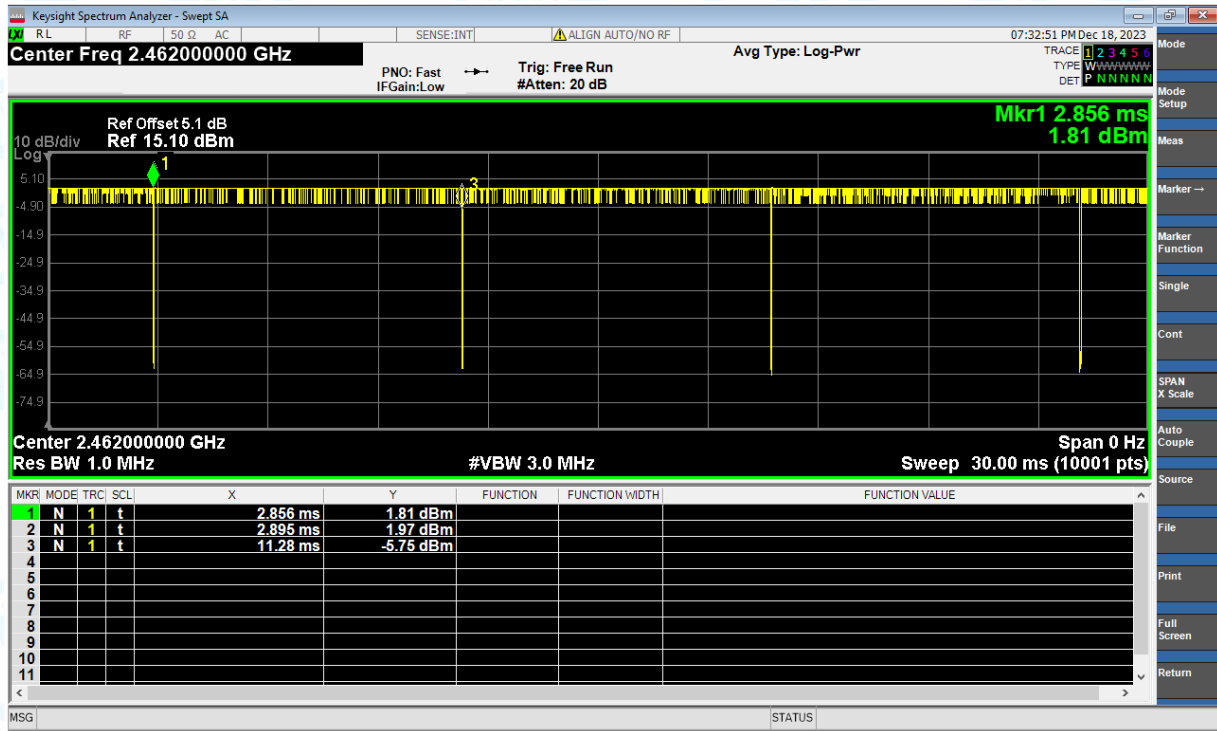 Keysight Spectrum Analyzer - Swept SA
LXI RL RF 50 Ω AC SENSE:INT ALIGN AUTO/NO RF 07:32:51 PM Dec 18, 2023
Center Freq 2.462000000 GHz
PNO: Fast
IFGain:Low
Trig: Free Run
#Atten: 20 dB
Avg Type: Log-Pwr
TRACE 1 2 3 4 5 6
TYPE WWWWWW
DET P N N N N N
Mkr1 2.856 ms
1.81 dBm
Ref Offset 5.1 dB
10 dB/div Ref 15.10 dBm
Log
1
3
5.10
-4.90
-14.9
-24.9
-34.9
-44.9
-54.9
-64.9
-74.9
Center 2.462000000 GHz Span 0 Hz
Res BW 1.0 MHz #VBW 3.0 MHz Sweep 30.00 ms (10001 pts)
MKR MODE TRC SCL X Y FUNCTION FUNCTION WIDTH FUNCTION VALUE
1 N 1 t 2.856 ms 1.81 dBm
2 N 1 t 2.895 ms 1.97 dBm
3 N 1 t 11.28 ms -5.75 dBm
4
5
6
7
8
9
10
11
MSG STATUS
Mode
Mode
Setup
Meas
Marker →
Marker
Function
Single
Cont
SPAN
X Scale
Auto
Couple
Source
File
Print
Full
Screen
Return